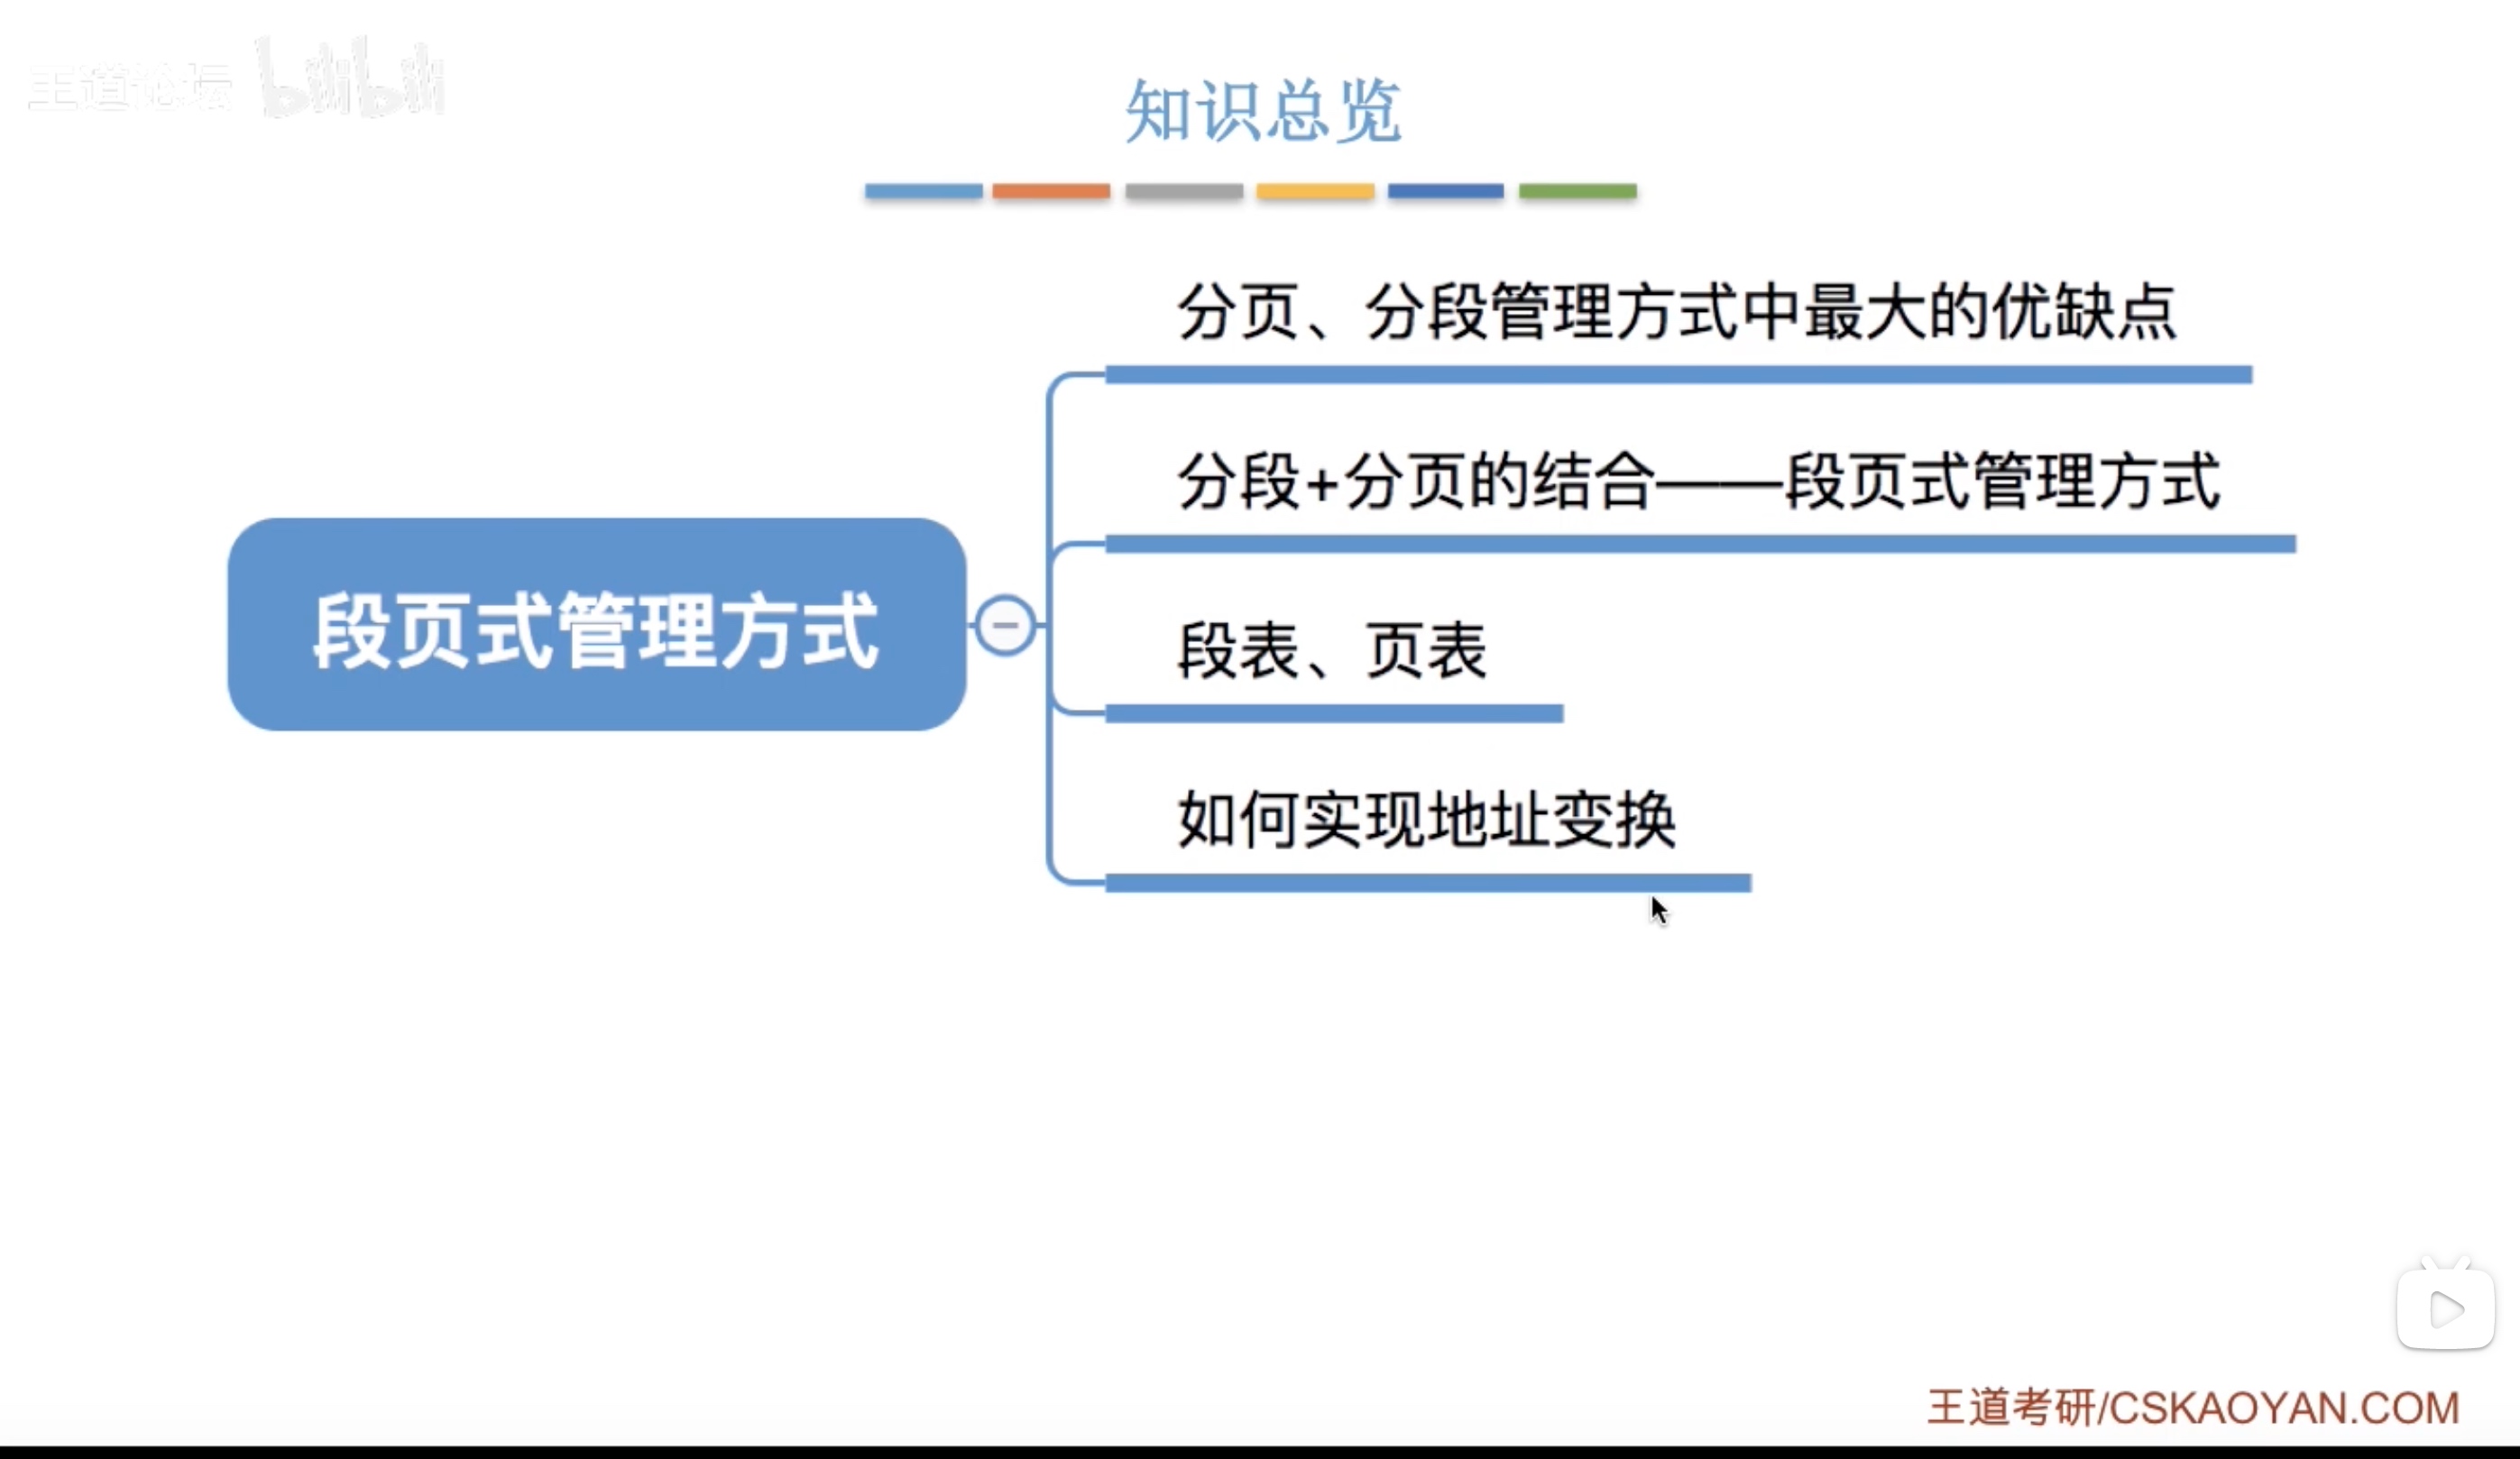 王道论坛 bilibili
知识总览
分页、分段管理方式中最大的优缺点
分段+分页的结合——段页式管理方式
段页式管理方式
段表、页表
如何实现地址变换
王道考研/CSKAOYAN.COM